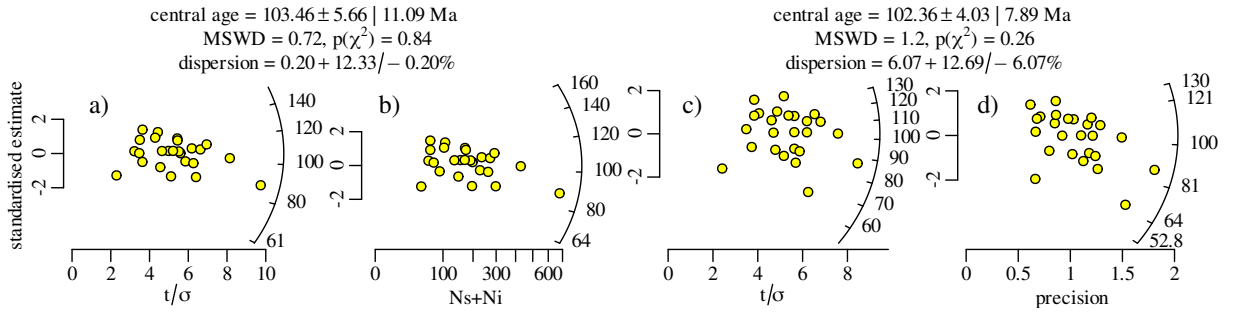 central age = 103.46 ± 5.66 | 11.09 Ma
MSWD = 0.72, p(χ²) = 0.84
dispersion = 0.20 + 12.33/− 0.20%
central age = 102.36 ± 4.03 | 7.89 Ma
MSWD = 1.2, p(χ²) = 0.26
dispersion = 6.07 + 12.69/− 6.07%
standardised estimate
a)
2
0
-2
140
120
100
80
61
0 2 4 6 8 10
t/σ
b)
2
0
-2
160
140
120
100
80
64
0 100 300 600
Ns+Ni
c)
2
0
-2
130
120
110
100
90
80
70
60
0 2 4 6 8
t/σ
d)
2
0
-2
130
121
100
81
64
52.8
0 0.5 1 1.5 2
precision